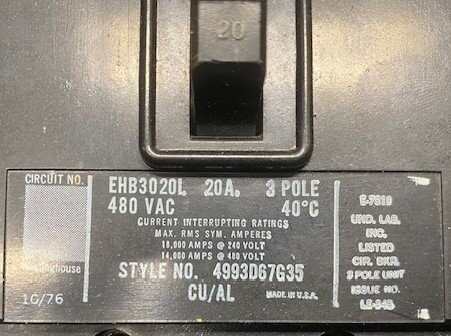 20
CIRCUIT NO.
EHB3020L 20A. 3 POLE
480 VAC 40°C
CURRENT INTERRUPTING RATINGS
MAX. RMS SYM. AMPERES
18,000 AMPS @ 240 VOLT
14,000 AMPS @ 480 VOLT
STYLE NO. 4993D67G35
CU/AL MADE IN U.S.A.
10/76
UND. LAB.
INC.
LISTED
CIR. BKR.
3 POLE UNIT
ISSUE NO.